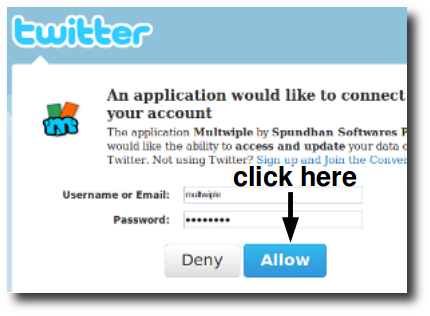 twitter
An application would like to connect
your account
The application Multwiple by Spundhan Softwares P
would like the ability to access and update your data o
Twitter. Not using Twitter? Sign up and Join the Conver
click here
Username or Email: multwiple
Password: ••••••••
Deny Allow